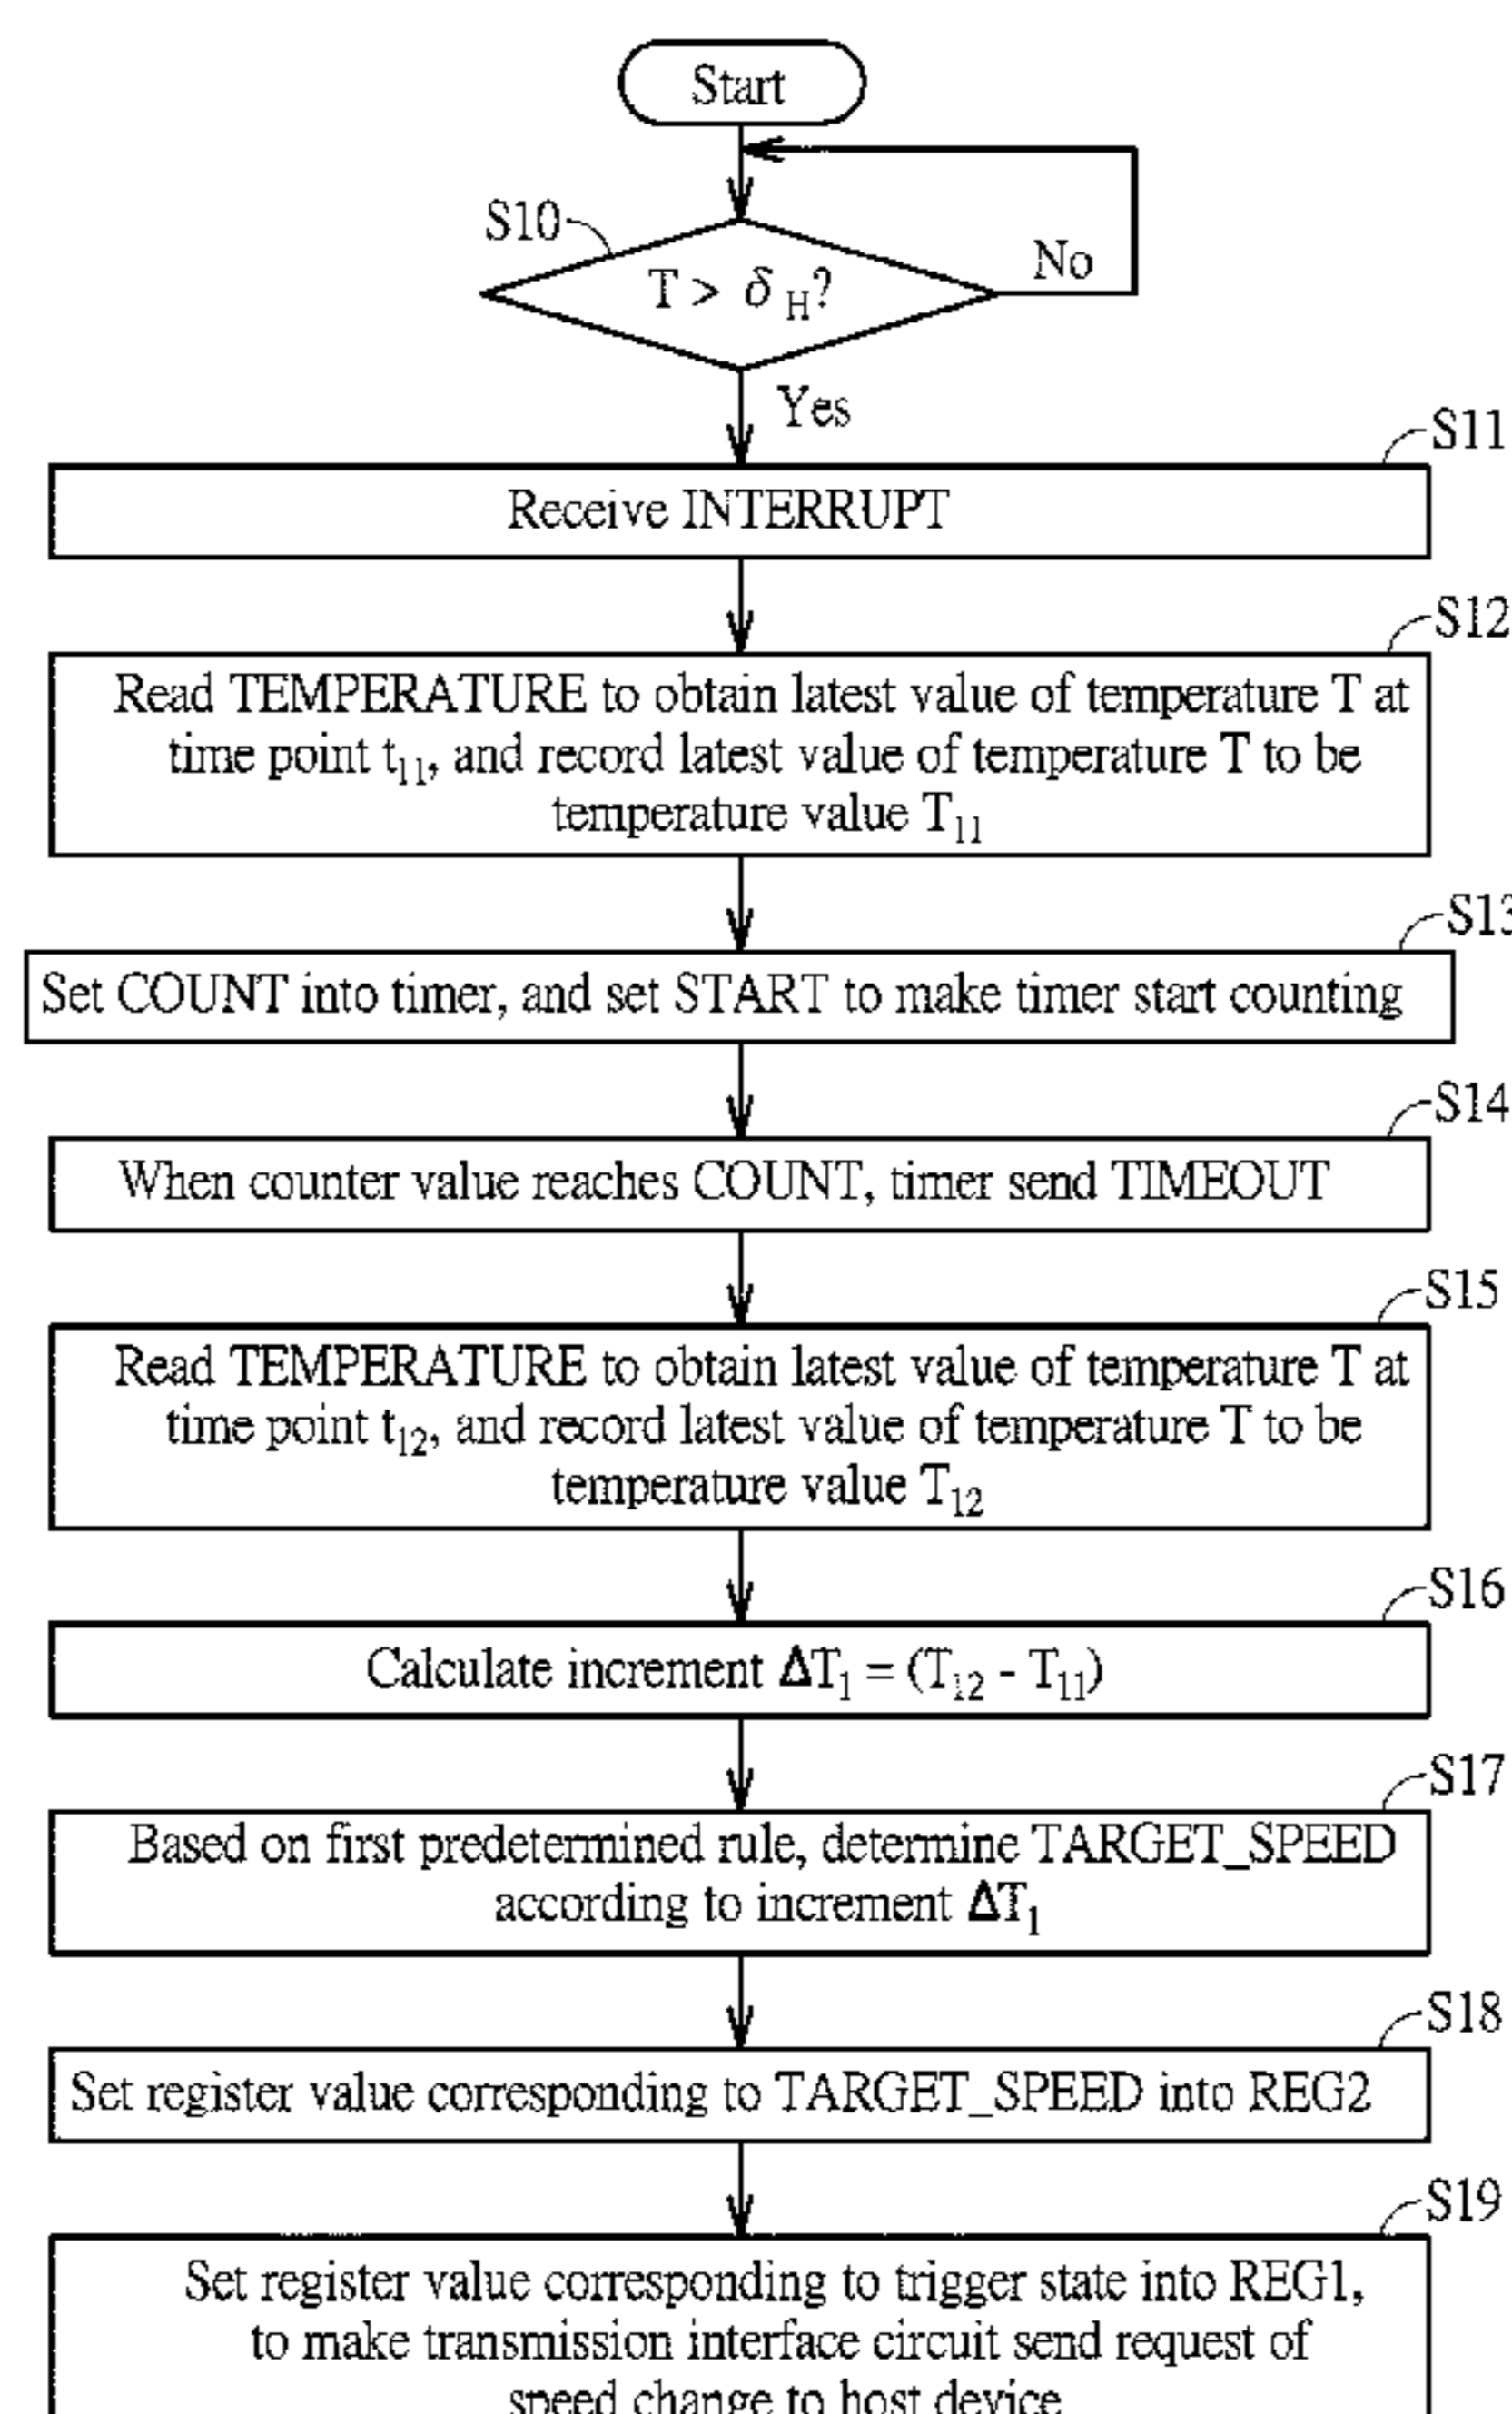 Start
S10
T > δ H?
No
Yes
S11
Receive INTERRUPT
S12
Read TEMPERATURE to obtain latest value of temperature T at
time point t11, and record latest value of temperature T to be
temperature value T11
S13
Set COUNT into timer, and set START to make timer start counting
S14
When counter value reaches COUNT, timer send TIMEOUT
S15
Read TEMPERATURE to obtain latest value of temperature T at
time point t12, and record latest value of temperature T to be
temperature value T12
S16
Calculate increment ΔT1 = (T12 - T11)
S17
Based on first predetermined rule, determine TARGET_SPEED
according to increment ΔT1
S18
Set register value corresponding to TARGET_SPEED into REG2
S19
Set register value corresponding to trigger state into REG1,
to make transmission interface circuit send request of
speed change to host device